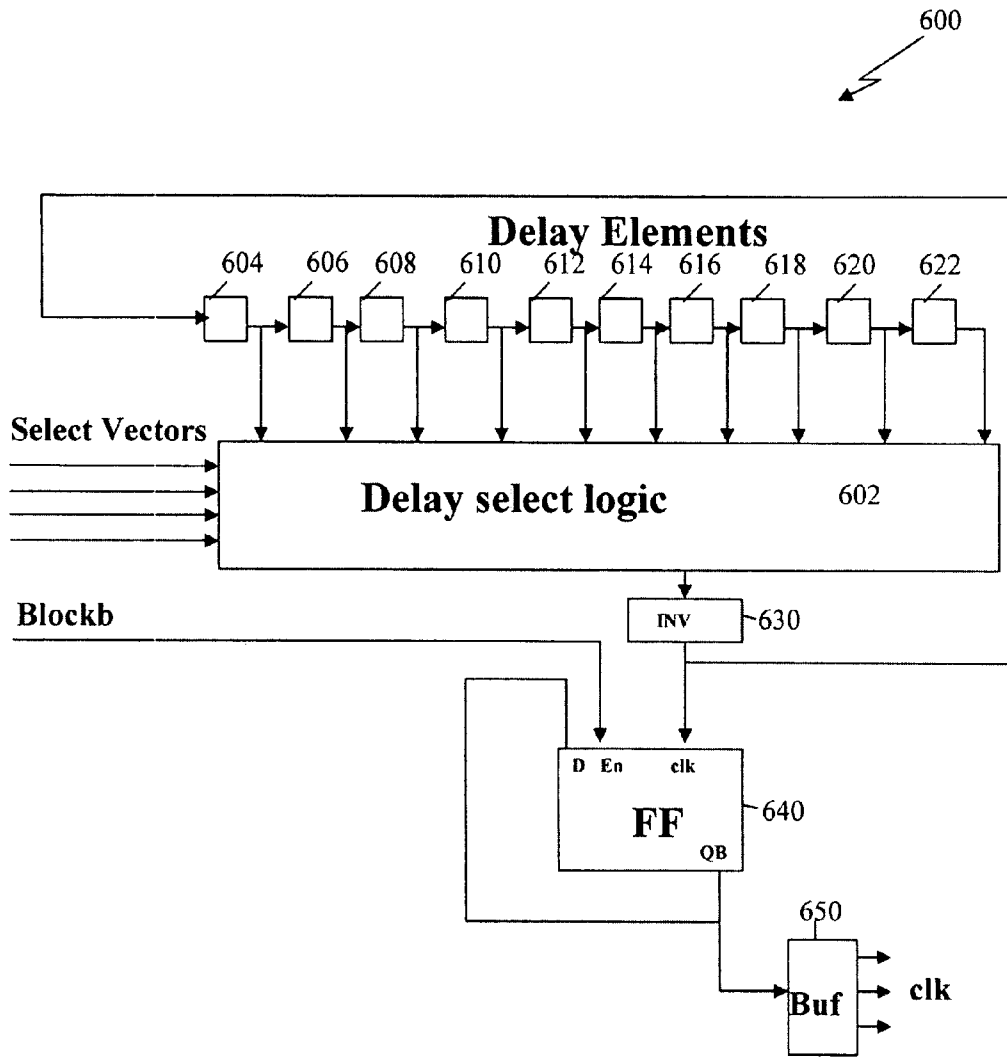 600
Delay Elements
604 606 608 610 612 614 616 618 620 622
Select Vectors
Delay select logic 602
Blockb
INV 630
D En clk
FF 640
QB
650
Buf clk